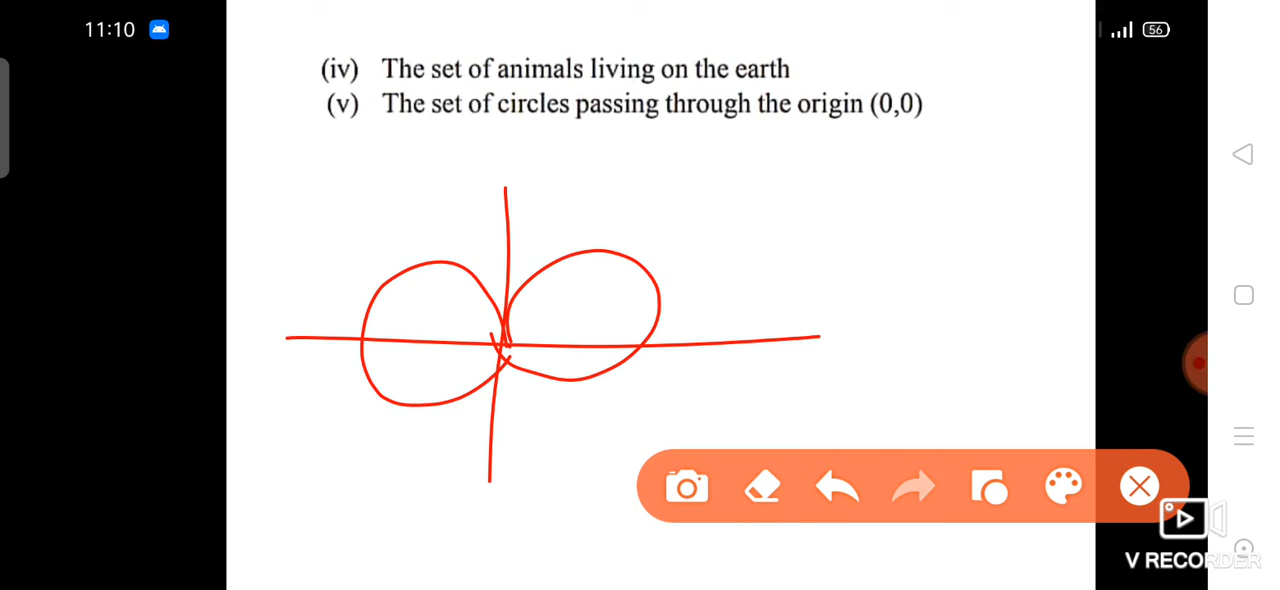 11:10
56
(iv) The set of animals living on the earth
(v) The set of circles passing through the origin (0,0)
V RECORDER